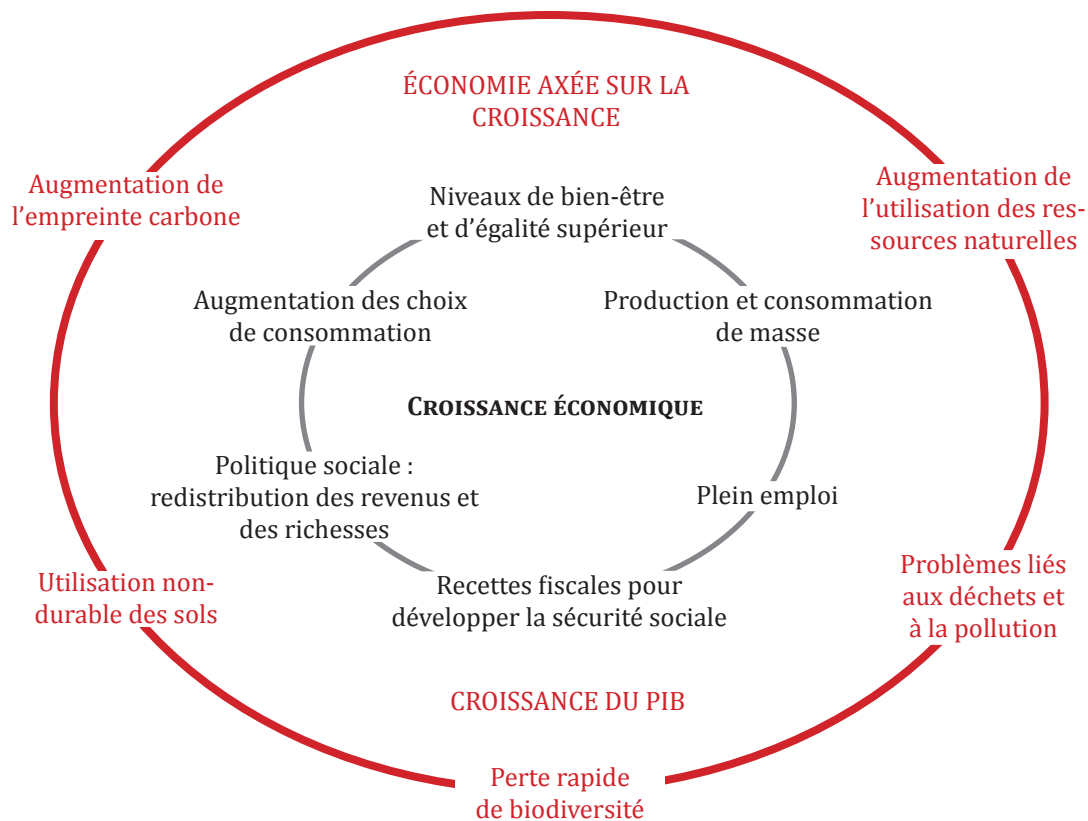 ÉCONOMIE AXÉE SUR LA
CROISSANCE
Augmentation de
l’empreinte carbone
Augmentation de
l’utilisation des res-
sources naturelles
Niveaux de bien-être
et d’égalité supérieur
Augmentation des choix
de consommation
Production et consommation
de masse
CROISSANCE ÉCONOMIQUE
Politique sociale :
redistribution des revenus et
des richesses
Plein emploi
Recettes fiscales pour
développer la sécurité sociale
Utilisation non-
durable des sols
Problèmes liés
aux déchets et
à la pollution
CROISSANCE DU PIB
Perte rapide
de biodiversité